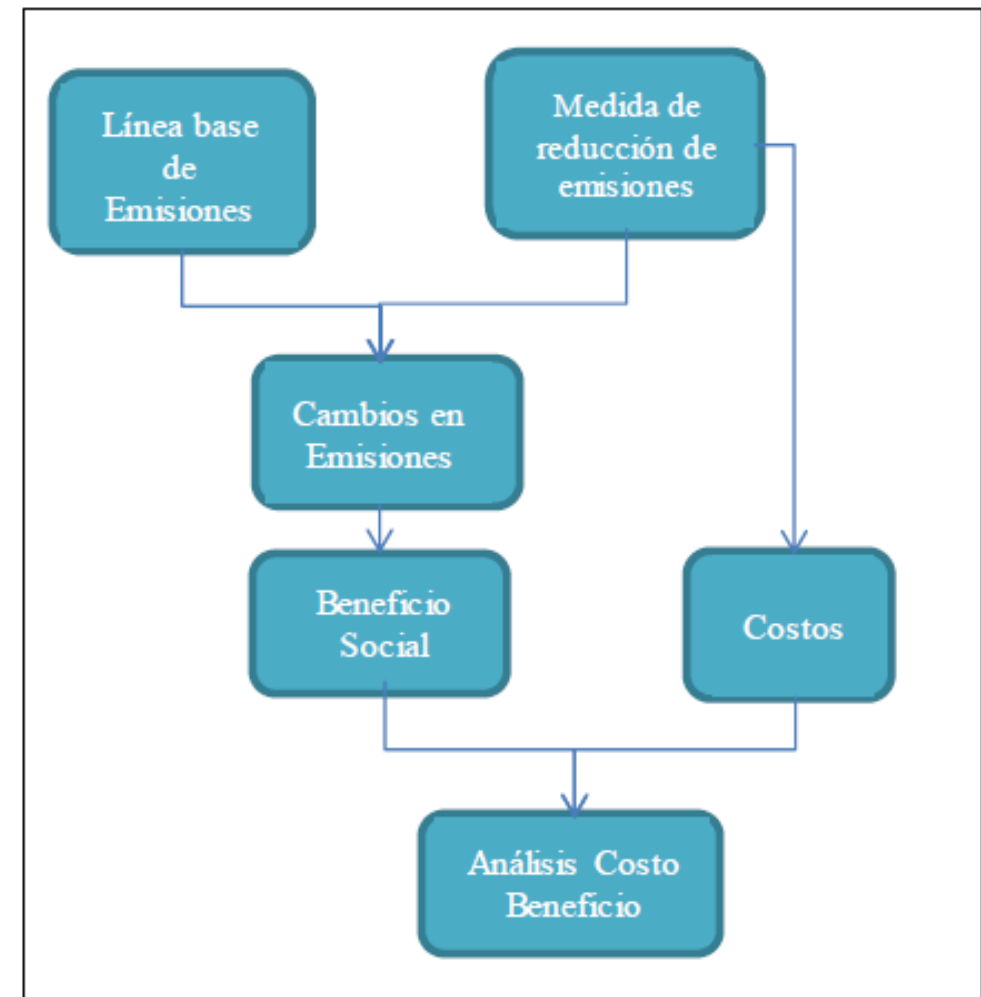 Línea base
de
Emisiones
Medida de
reducción de
emisiones
Cambios en
Emisiones
Beneficio
Social
Costos
Análisis Costo
Beneficio